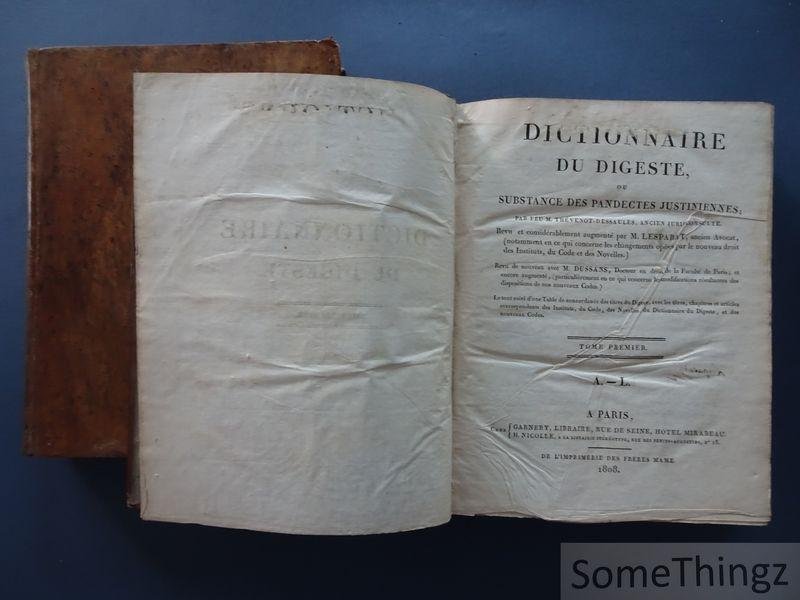 DICTIONNAIRE
DU DIGESTE,
OU
SUBSTANCE DES PANDECTES JUSTINIENNES;
PAR FEU M. THÉVENOT-DESSAULES, ANCIEN JURISCONSULTE.
Revu et considérablement augmenté par M. LESPARAT, ancien Avocat,
(notamment en ce qui concerne les changements opérés par le nouveau droit
des Instituts, du Code et des Novelles.)
Revu de nouveau avec M. DUSSANS, Docteur en droit de la Faculté de Paris; et
encore augmenté, (particulièrement en ce qui concerne les modifications résultantes des
dispositions de nos nouveaux Codes.)
Le tout suivi d'une Table de concordance des titres du Digeste, avec les titres, chapitres et articles
correspondants des Instituts, du Code, des Novelles, du Dictionnaire du Digeste, et des
nouveaux Codes.
TOME PREMIER.
A.—L.
A PARIS,
Chez GARNERY, LIBRAIRE, RUE DE SEINE, HÔTEL MIRABEAU.
H. NICOLLE, A LA LIBRAIRIE STÉRÉOTYPE, RUE DES PETITS-AUGUSTINS, N° 15.
DE L'IMPRIMERIE DES FRÈRES MAME.
1808.
SomeThingz